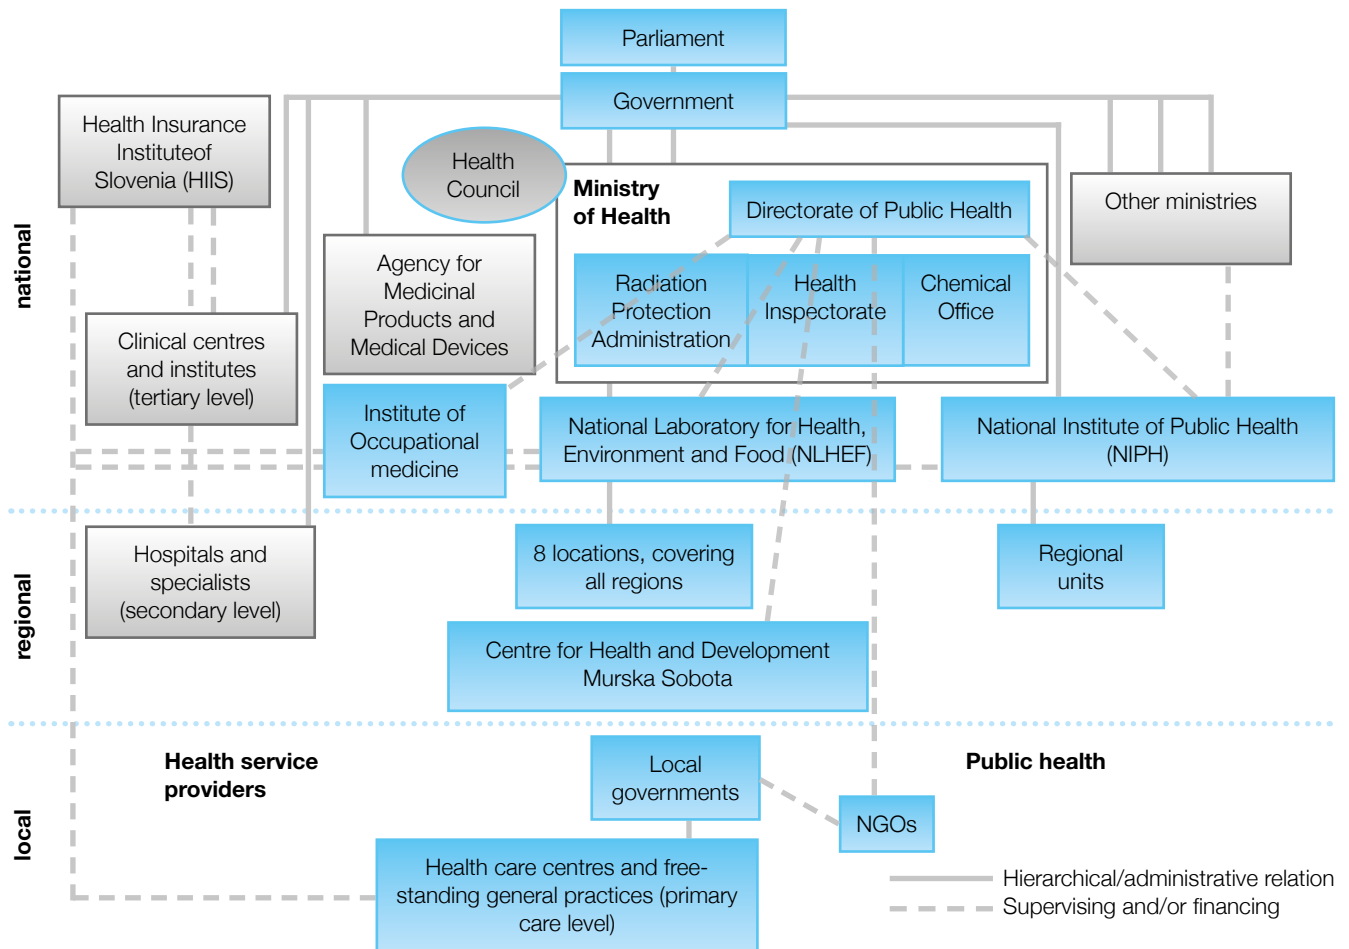 Parliament
Government
Health Insurance
Instituteof
Slovenia (HIIS)
Health
Council
Ministry
of Health
Directorate of Public Health
Other ministries
national
Agency for
Medicinal
Products and
Medical Devices
Radiation
Protection
Administration
Health
Inspectorate
Chemical
Office
Clinical centres
and institutes
(tertiary level)
Institute of
Occupational
medicine
National Laboratory for Health,
Environment and Food (NLHEF)
National Institute of Public Health
(NIPH)
regional
Hospitals and
specialists
(secondary level)
8 locations, covering
all regions
Regional
units
Centre for Health and Development
Murska Sobota
local
Health service
providers
Local
governments
Public health
NGOs
Health care centres and free-
standing general practices (primary
care level)
Hierarchical/administrative relation
Supervising and/or financing